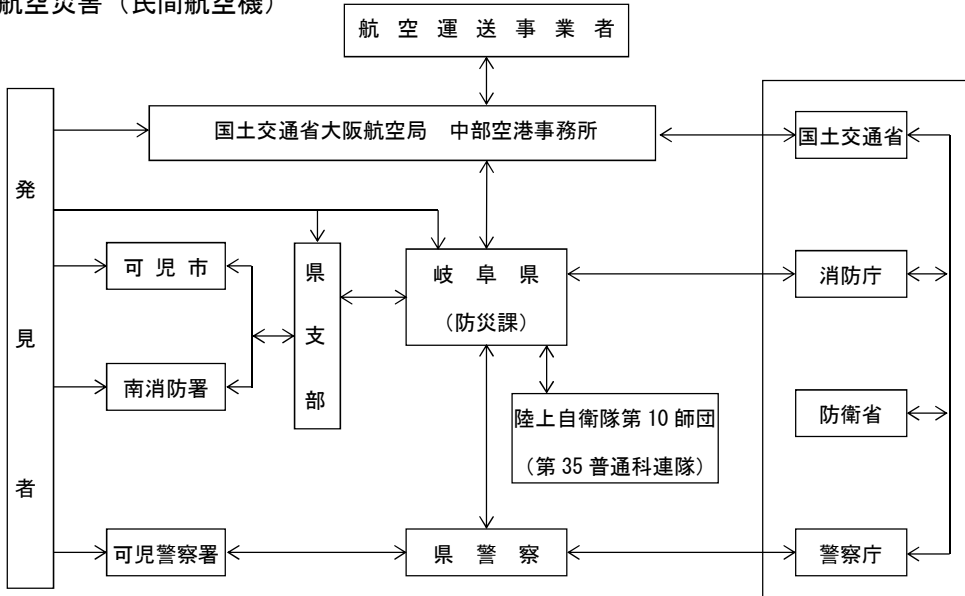 航空災害（民間航空機）
航空運送事業者
国土交通省大阪航空局　中部空港事務所
国土交通省
発見者
可児市
県支部
岐阜県
（防災課）
消防庁
南消防署
陸上自衛隊第10師団
（第35普通科連隊）
防衛省
可児警察署
県警察
警察庁